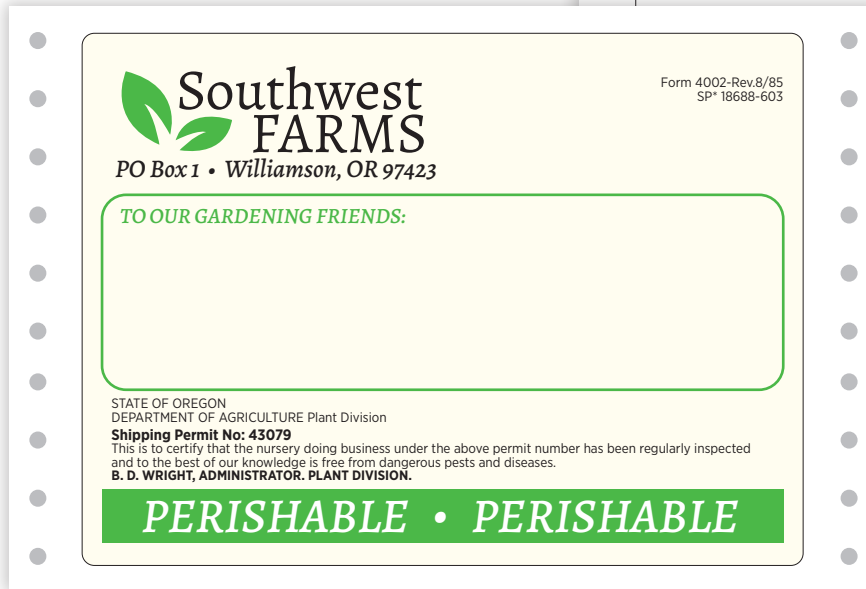 Southwest
FARMS
PO Box 1 • Williamson, OR 97423
Form 4002-Rev.8/85
SP* 18688-603
TO OUR GARDENING FRIENDS:
STATE OF OREGON
DEPARTMENT OF AGRICULTURE Plant Division
Shipping Permit No: 43079
This is to certify that the nursery doing business under the above permit number has been regularly inspected
and to the best of our knowledge is free from dangerous pests and diseases.
B. D. WRIGHT, ADMINISTRATOR. PLANT DIVISION.
PERISHABLE • PERISHABLE